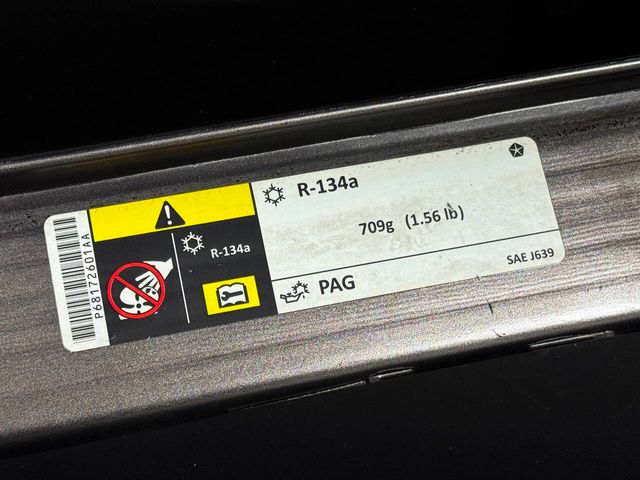 P68172601AA
R-134a
R-134a
709g (1.56 lb)
PAG
SAE J639